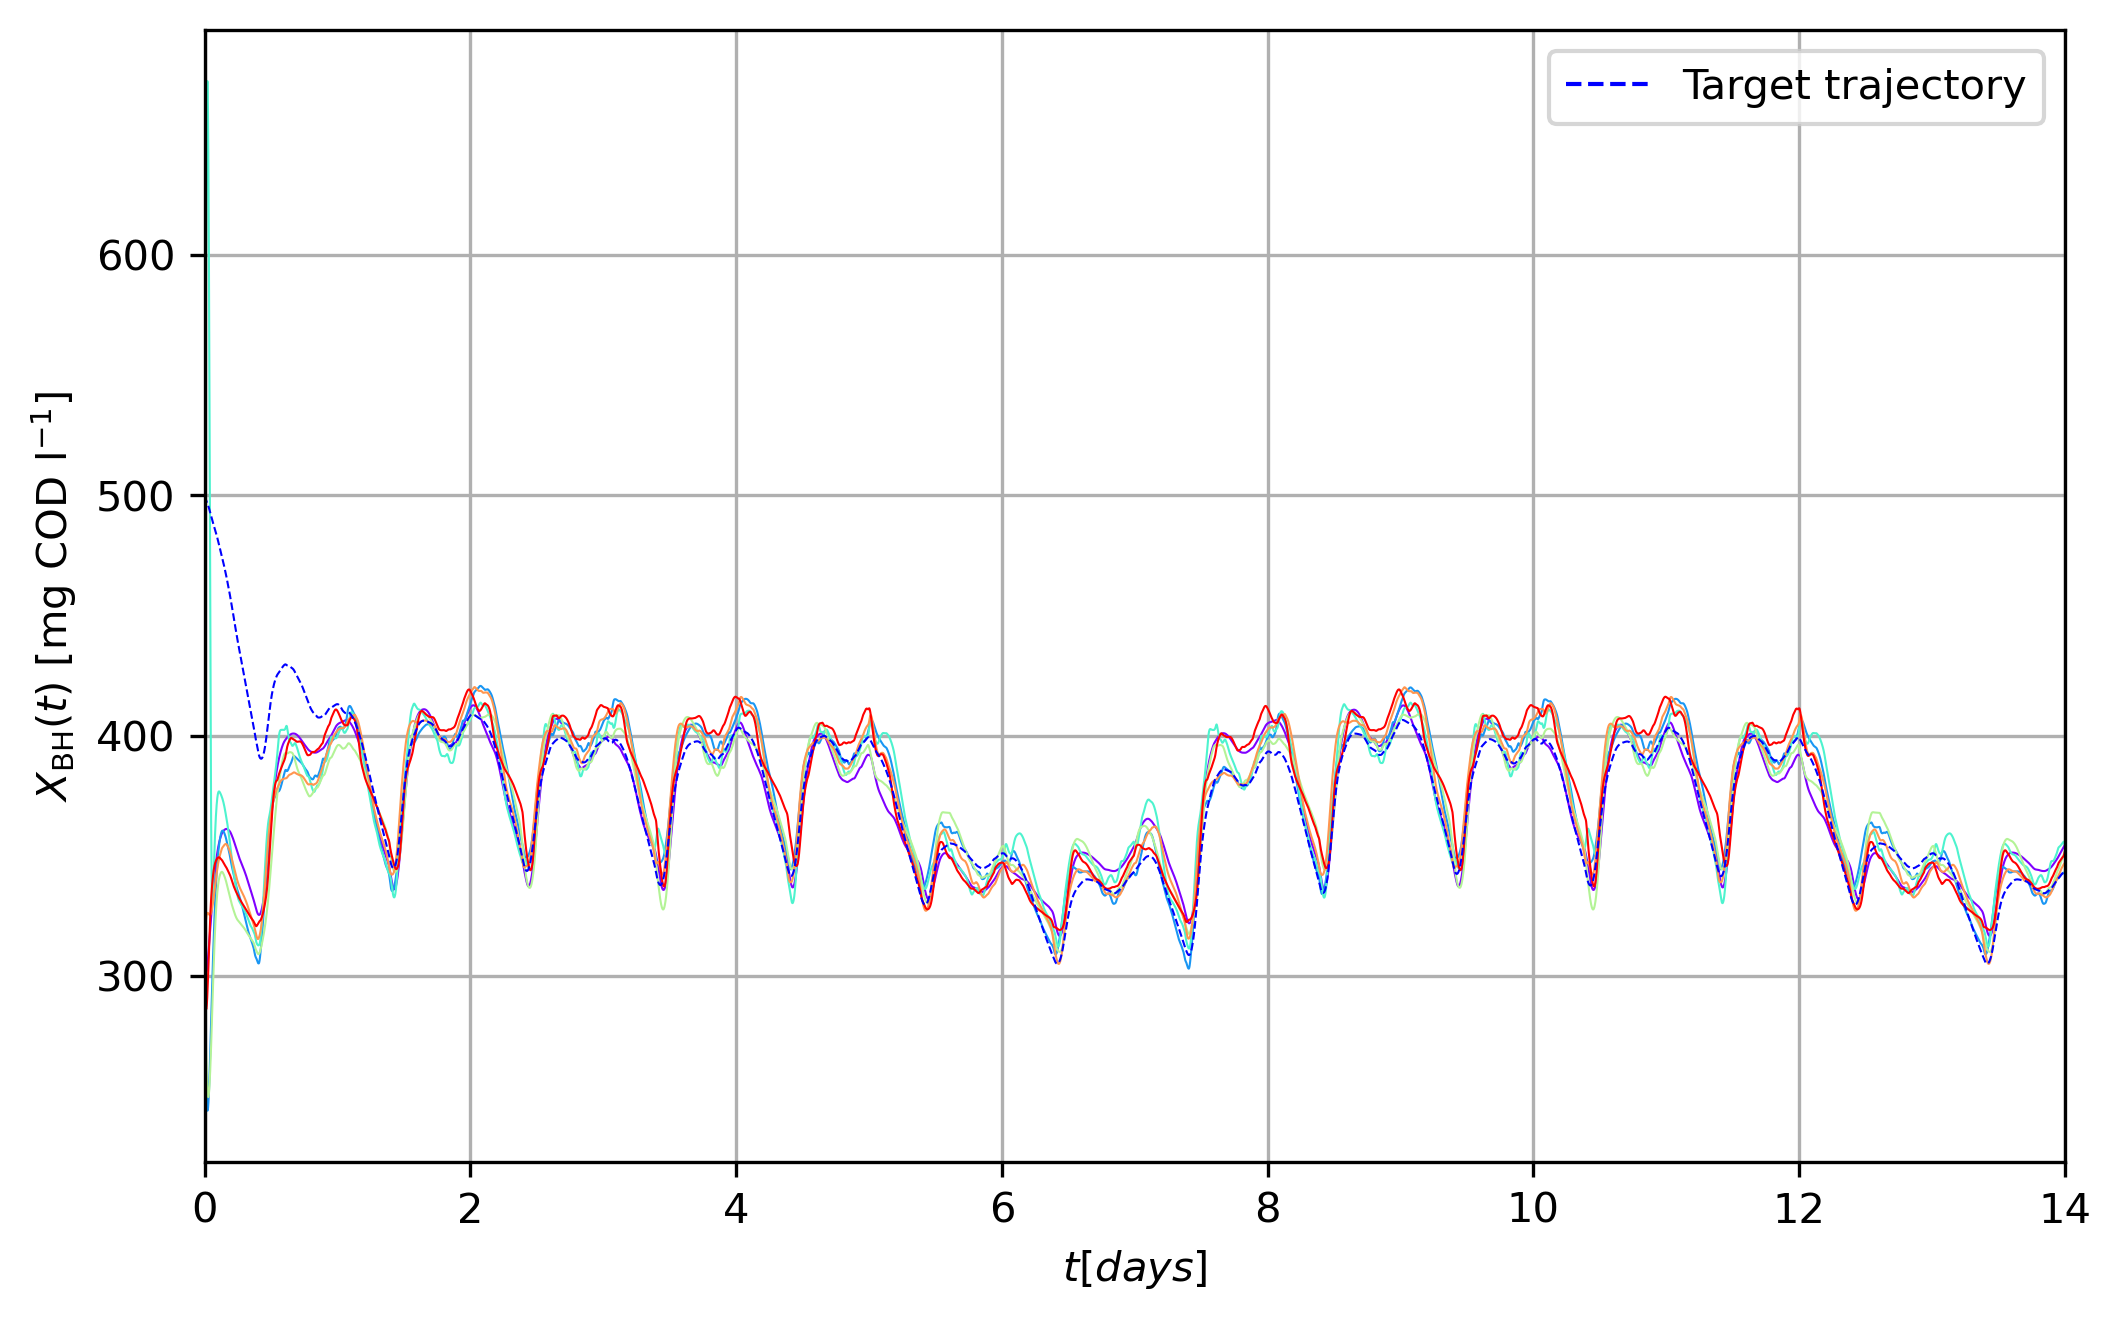 Target trajectory
X_BH(t) [mg COD l⁻¹]
600
500
400
300
0 2 4 6 8 10 12 14
t[days]